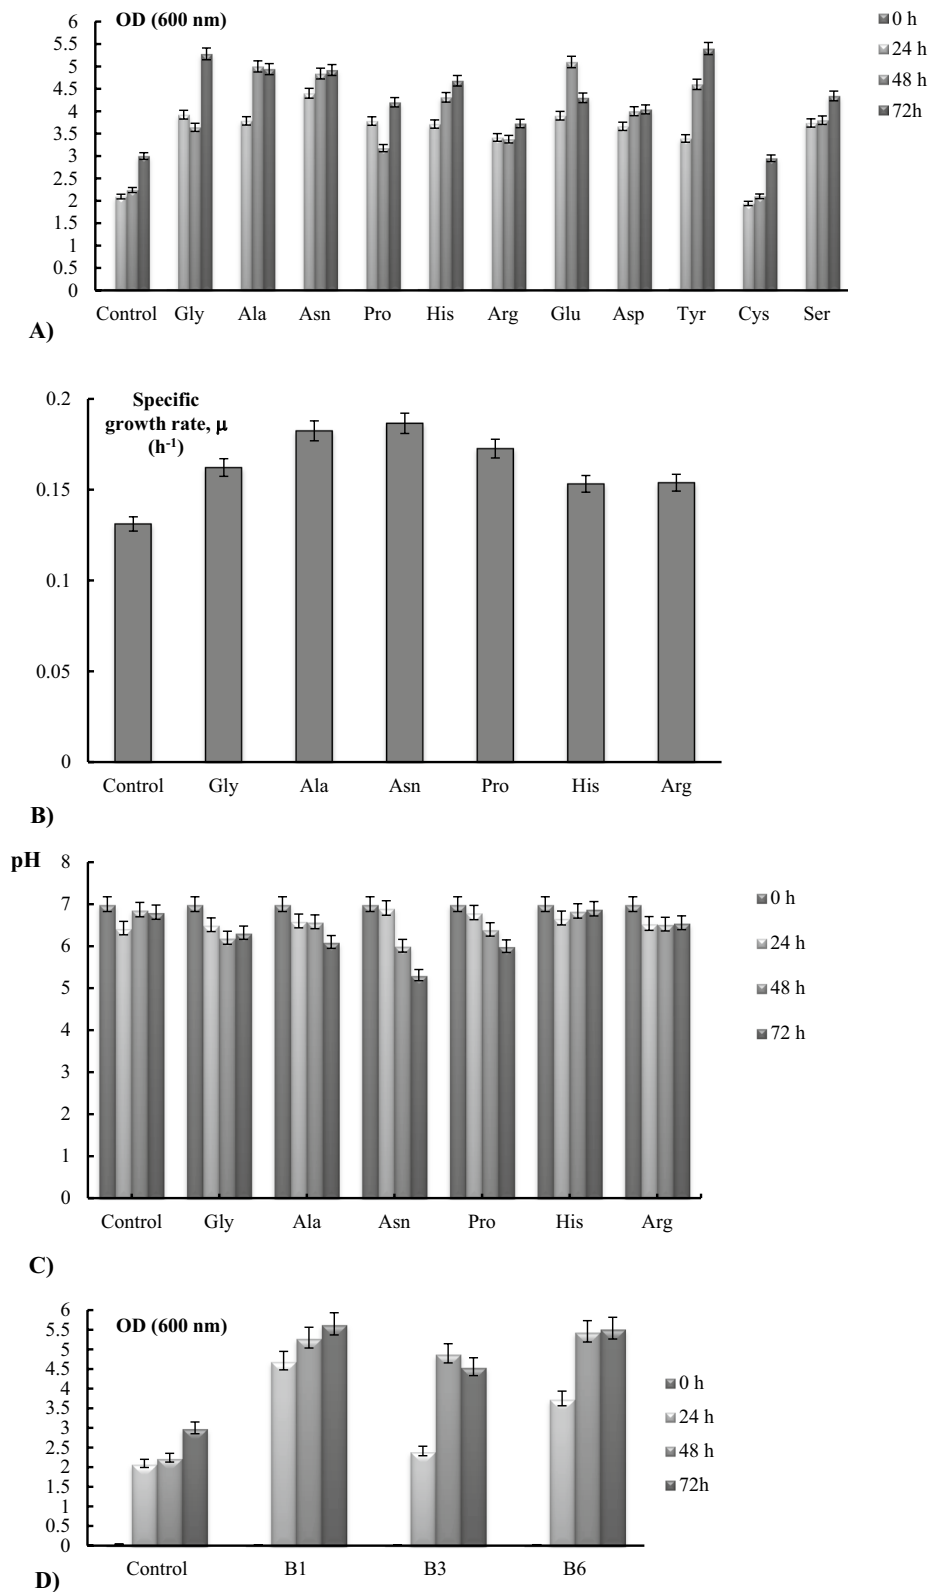 OD (600 nm)
6
5.5
5
4.5
4
3.5
3
2.5
2
1.5
1
0.5
0
Control Gly Ala Asn Pro His Arg Glu Asp Tyr Cys Ser
0 h
24 h
48 h
72h
A)
Specific
growth rate, μ
(h-1)
0.2
0.15
0.1
0.05
0
Control Gly Ala Asn Pro His Arg
B)
pH
8
7
6
5
4
3
2
1
0
Control Gly Ala Asn Pro His Arg
0 h
24 h
48 h
72 h
C)
OD (600 nm)
6
5.5
5
4.5
4
3.5
3
2.5
2
1.5
1
0.5
0
Control B1 B3 B6
0 h
24 h
48 h
72h
D)